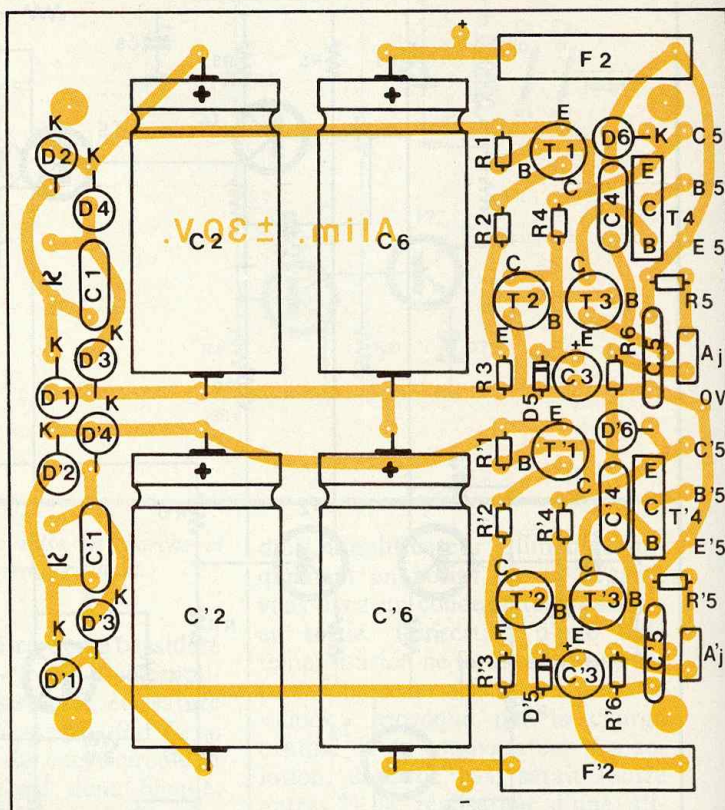 +
F 2
+
+
K
D2
K
D4
R1
E
T1
B
C
D6
K
C 5
E
C
B
T4
B 5
E 5
C4
R2
R4
Alim. ±30V.
C2
C6
C1
C
T2
B
E
C
T3
B
E
R5
K
D3
K
D1
R3
D5
+
C3
R6
C5
Aj
0V
K
D'4
K
D'2
+
+
R'1
E
T'1
B
C
D'6
C'5
E
C
B
T'4
B'5
E'5
C'4
R'2
R'4
C'1
C'2
C'6
C
T'2
B
E
C
T'3
B
E
R'5
K
D'3
K
D'1
R'3
D'5
+
C'3
R'6
C'5
A'j
-
F'2